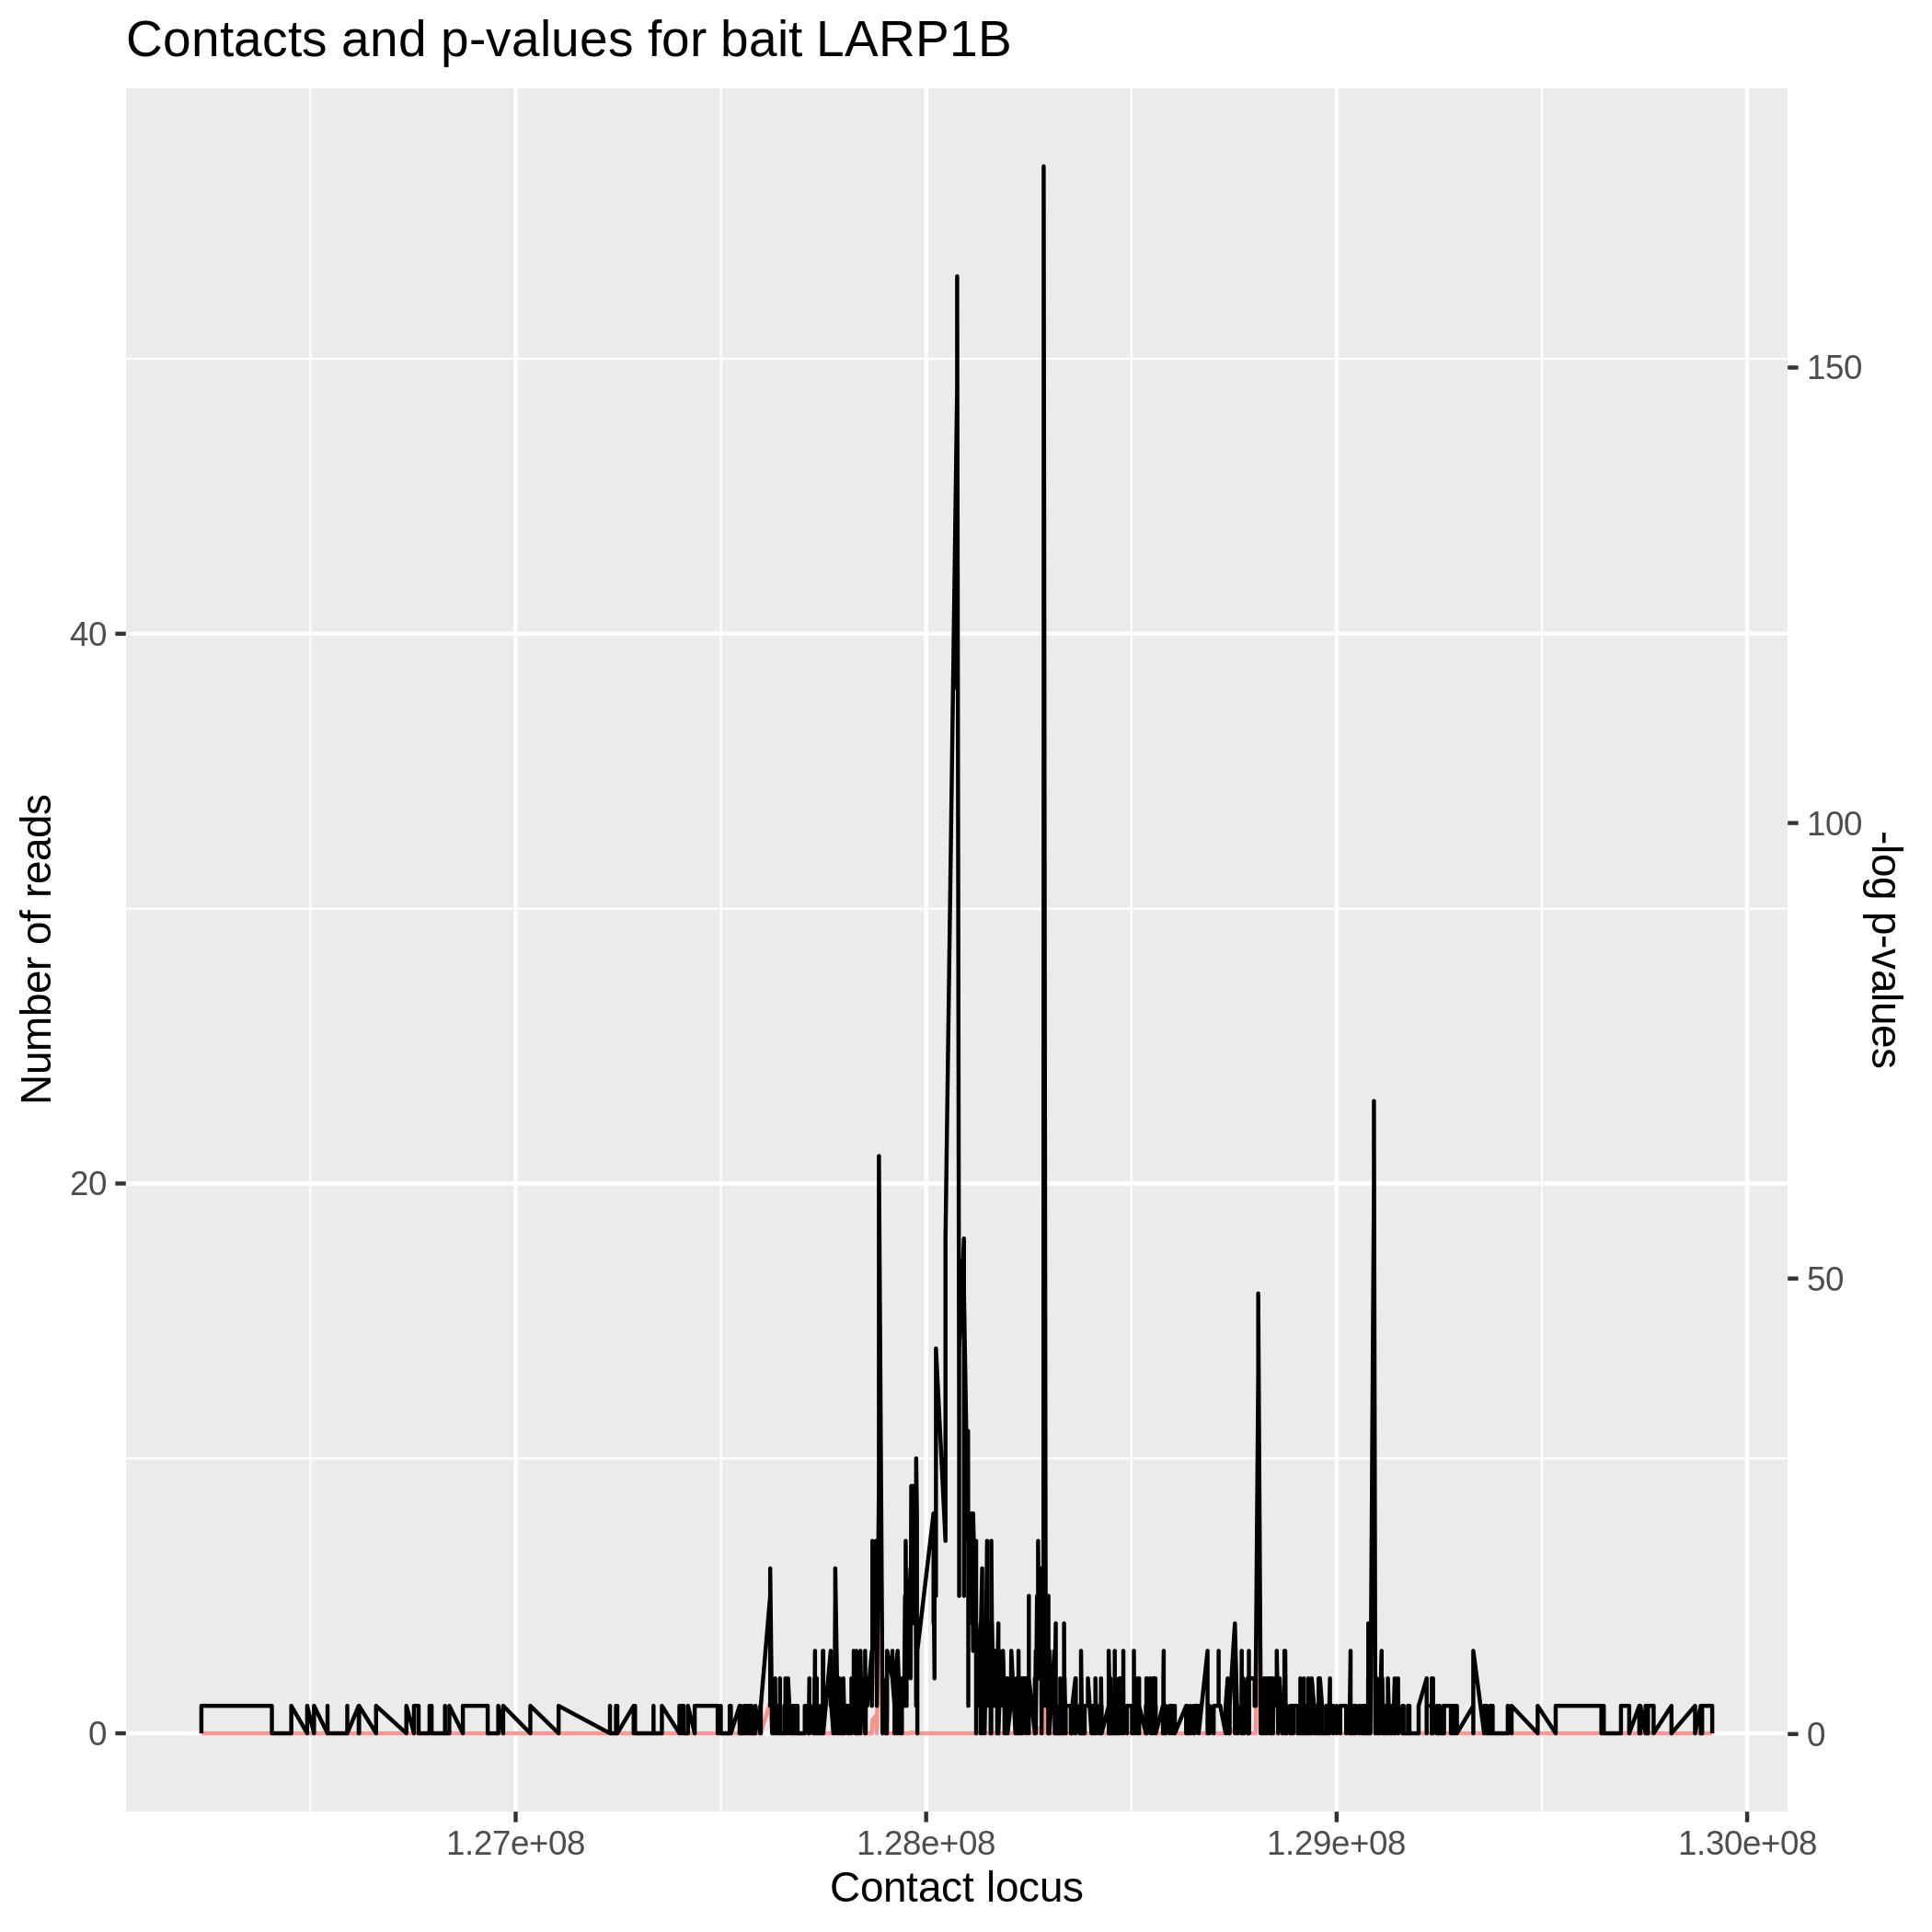 Contacts and p-values for bait LARP1B
Number of reads
40
20
0
150
100
50
0
-log p-values
1.27e+08
1.28e+08
1.29e+08
1.30e+08
Contact locus